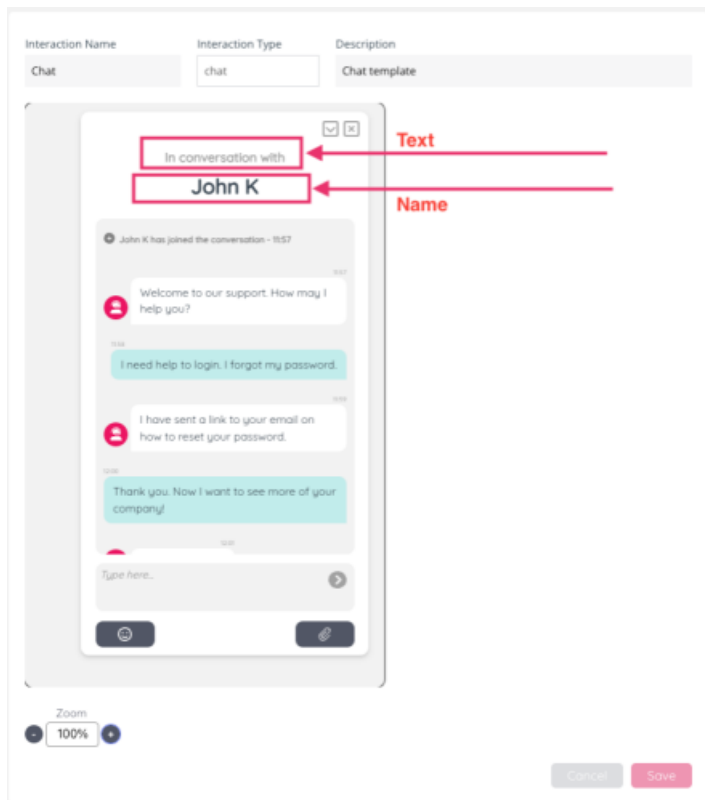 Interaction Name
Interaction Type
Description
Chat
chat
Chat template
In conversation with
Text
John K
Name
John K has joined the conversation - 11:57
11:57
Welcome to our support. How may I
help you?
I need help to login. I forgot my password.
I have sent a link to your email on
how to reset your password.
Thank you. Now I want to see more of your
company!
Type here...
Zoom
- 100% +
Cancel
Save